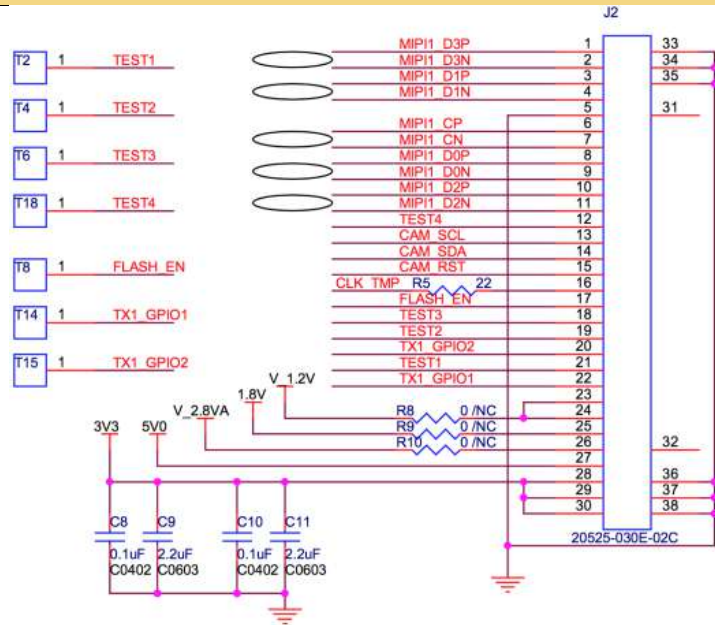 J2
MIPI1_D3P 1 33
T2 1 TEST1 MIPI1_D3N 2 34
MIPI1_D1P 3 35
MIPI1_D1N 4
T4 1 TEST2 5 31
MIPI1_CP 6
MIPI1_CN 7
T6 1 TEST3 MIPI1_D0P 8
MIPI1_D0N 9
MIPI1_D2P 10
T18 1 TEST4 MIPI1_D2N 11
TEST4 12
CAM_SCL 13
CAM_SDA 14
T8 1 FLASH_EN CAM_RST 15
CLK_TMP R5 22 16
FLASH_EN 17
T14 1 TX1_GPIO1 TEST3 18
TEST2 19
TX1_GPIO2 20
T15 1 TX1_GPIO2 TEST1 21
V_1.2V TX1_GPIO1 22
1.8V 23
V_2.8VA R8 0 /NC 24
3V3 5V0 R9 0 /NC 25
R10 0 /NC 26 32
27
28 36
29 37
30 38
C8 C9 C10 C11
20525-030E-02C
0.1uF 2.2uF 0.1uF 2.2uF
C0402 C0603 C0402 C0603